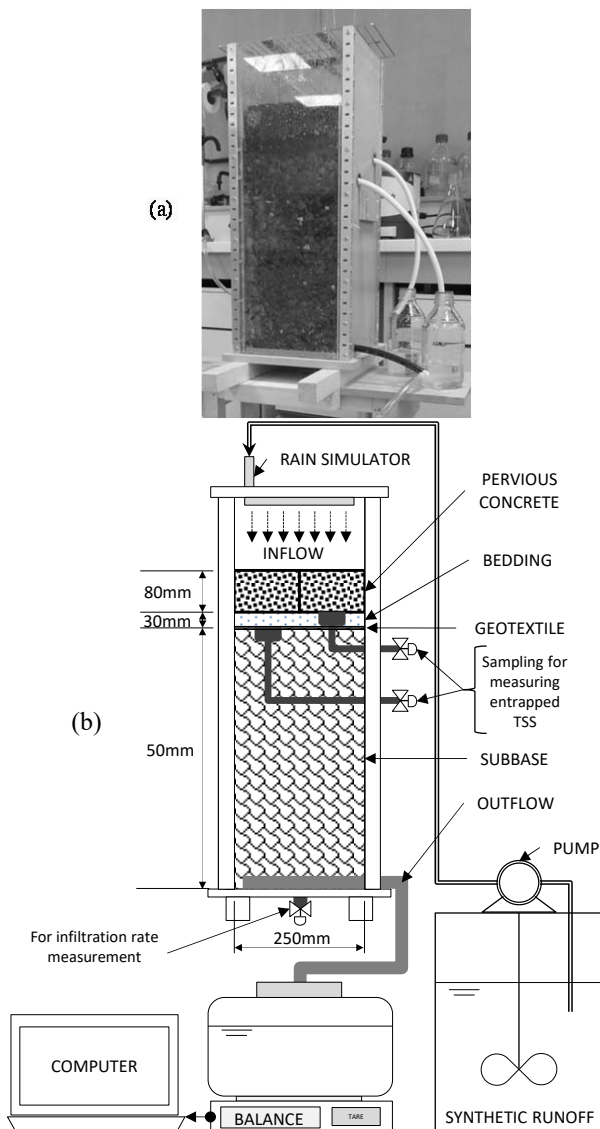 (a)
RAIN SIMULATOR
PERVIOUS
CONCRETE
INFLOW
BEDDING
80mm
30mm
GEOTEXTILE
Sampling for
measuring
entrapped
TSS
(b)
50mm
SUBBASE
OUTFLOW
PUMP
For infiltration rate
measurement
250mm
COMPUTER
BALANCE
TARE
SYNTHETIC RUNOFF